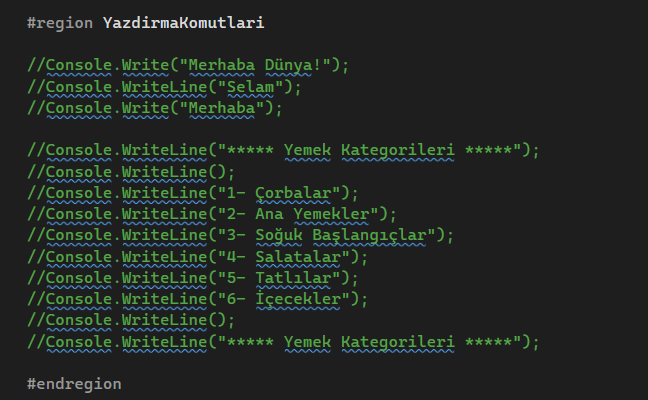 #region YazdirmaKomutlari
//Console.Write("Merhaba Dünya!");
//Console.WriteLine("Selam");
//Console.Write("Merhaba");
//Console.WriteLine("***** Yemek Kategorileri *****");
//Console.WriteLine();
//Console.WriteLine("1- Çorbalar");
//Console.WriteLine("2- Ana Yemekler");
//Console.WriteLine("3- Soğuk Başlangıçlar");
//Console.WriteLine("4- Salatalar");
//Console.WriteLine("5- Tatlılar");
//Console.WriteLine("6- İçecekler");
//Console.WriteLine();
//Console.WriteLine("***** Yemek Kategorileri *****");
#endregion